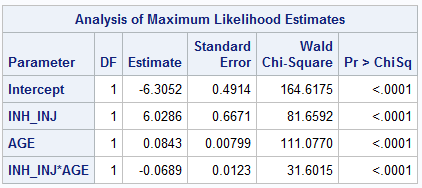 Analysis of Maximum Likelihood Estimates
Parameter DF Estimate Standard Error Wald Chi-Square Pr > ChiSq
Intercept 1 -6.3052 0.4914 164.6175 <.0001
INH_INJ 1 6.0286 0.6671 81.6592 <.0001
AGE 1 0.0843 0.00799 111.0770 <.0001
INH_INJ*AGE 1 -0.0689 0.0123 31.6015 <.0001